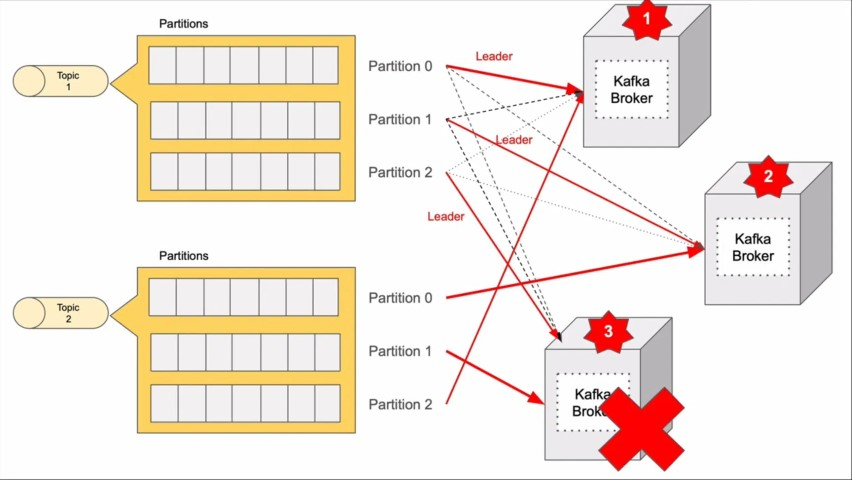 Partitions
Topic
1
Partition 0
Partition 1
Partition 2
Leader
Leader
Leader
1
Kafka
Broker
2
Kafka
Broker
Partitions
Topic
2
Partition 0
Partition 1
Partition 2
3
Kafka
Broke